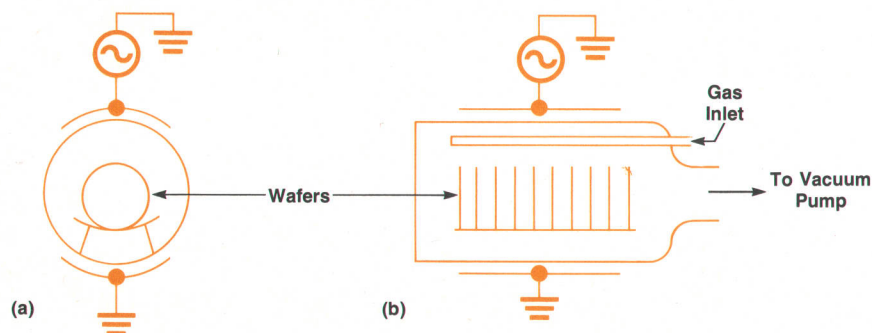 Gas
Inlet
Wafers
To Vacuum
Pump
(a)
(b)